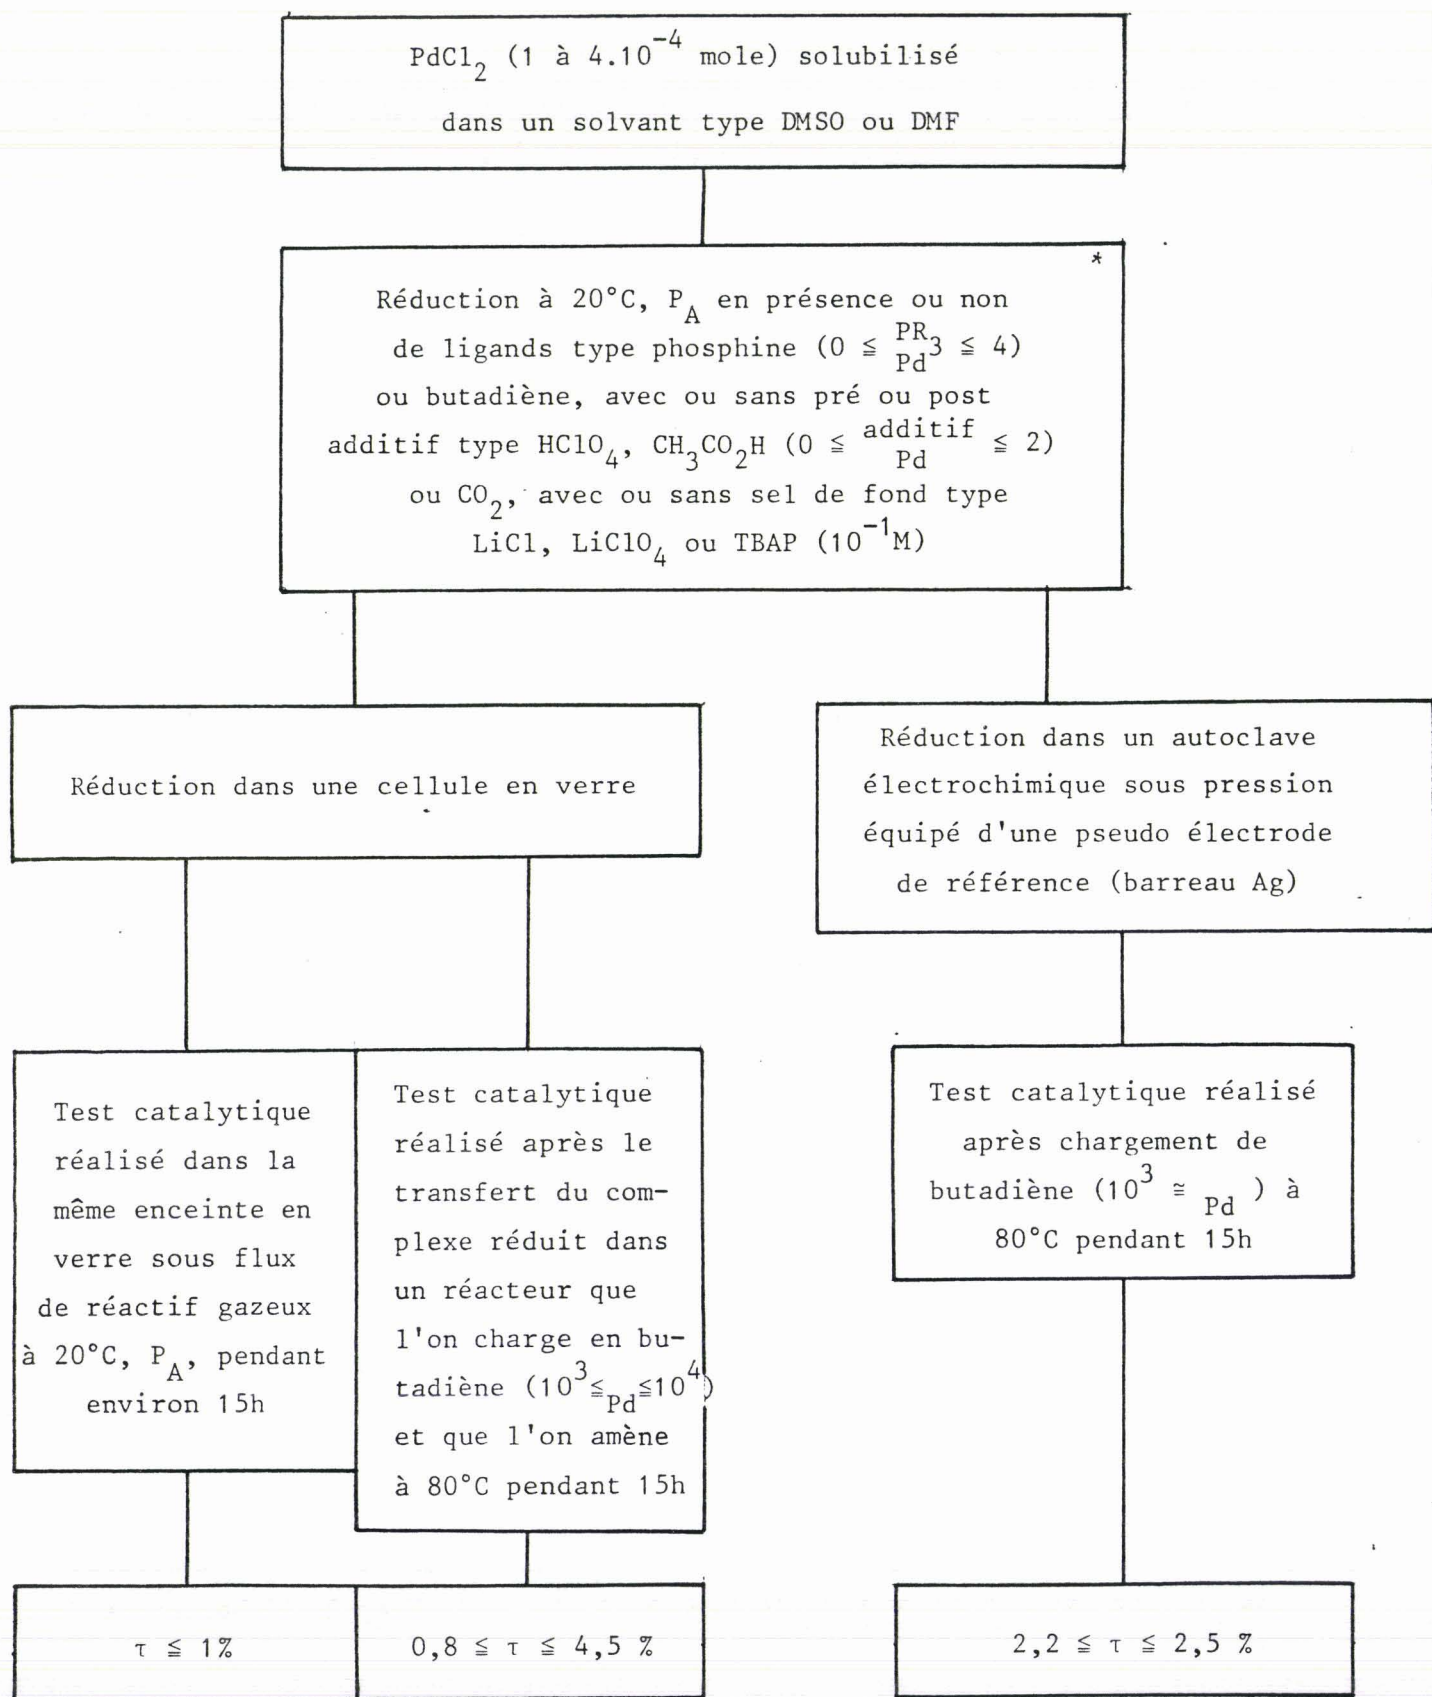 PdCl₂ (1 à 4.10⁻⁴ mole) solubilisé
dans un solvant type DMSO ou DMF
*
Réduction à 20°C, P_A en présence ou non
de ligands type phosphine (0 ≦ PR₃/Pd ≦ 4)
ou butadiène, avec ou sans pré ou post
additif type HClO₄, CH₃CO₂H (0 ≦ additif/Pd ≦ 2)
ou CO₂, avec ou sans sel de fond type
LiCl, LiClO₄ ou TBAP (10⁻¹M)
Réduction dans une cellule en verre
Réduction dans un autoclave
électrochimique sous pression
équipé d'une pseudo électrode
de référence (barreau Ag)
Test catalytique
réalisé dans la
même enceinte en
verre sous flux
de réactif gazeux
à 20°C, P_A, pendant
environ 15h
Test catalytique
réalisé après le
transfert du com-
plexe réduit dans
un réacteur que
l'on charge en bu-
tadiène (10³≦ Pd ≦10⁴)
et que l'on amène
à 80°C pendant 15h
Test catalytique réalisé
après chargement de
butadiène (10³ ≅ Pd ) à
80°C pendant 15h
τ ≦ 1%
0,8 ≦ τ ≦ 4,5 %
2,2 ≦ τ ≦ 2,5 %